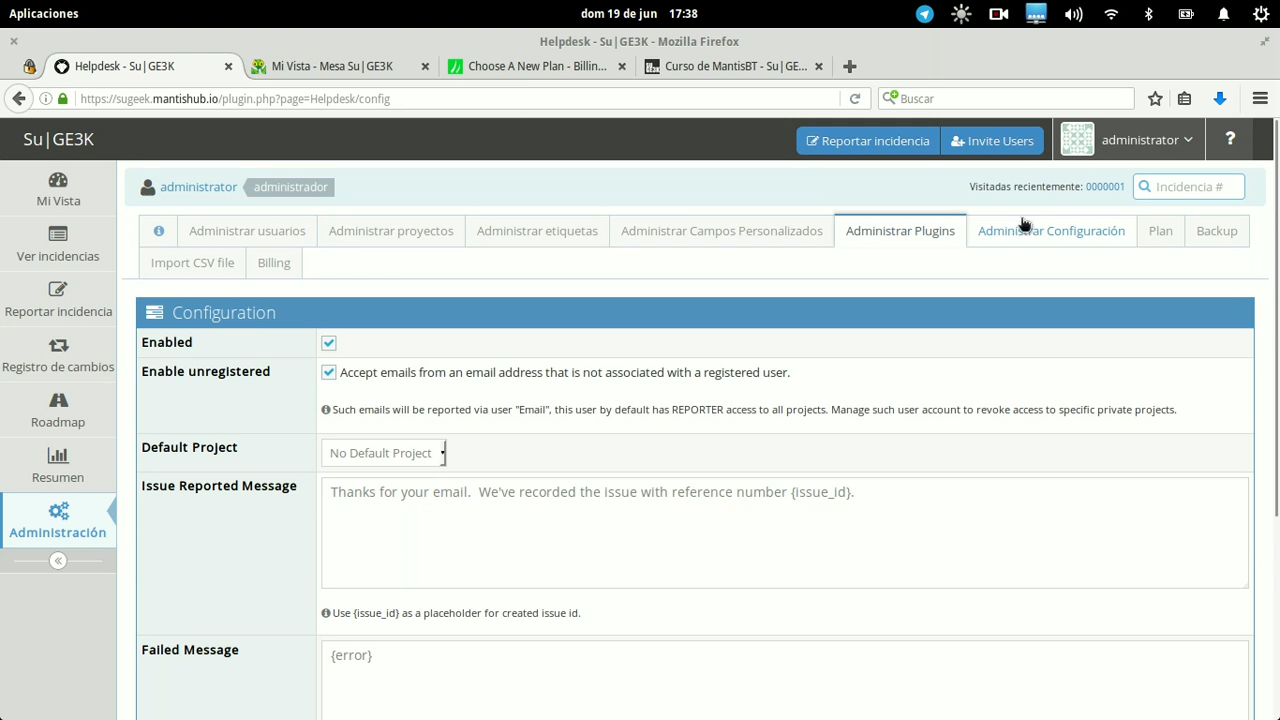 Aplicaciones dom 19 de jun 17:38
Helpdesk - Su|GE3K - Mozilla Firefox
Helpdesk - Su|GE3K Mi Vista - Mesa Su|GE3K Choose A New Plan - Billin... Curso de MantisBT - Su|GE...
https://sugeek.mantishub.io/plugin.php?page=Helpdesk/config Buscar
Su|GE3K Reportar incidencia Invite Users administrator ?
administrator administrador Visitadas recientemente: 0000001 Incidencia #
Mi Vista
Administrar usuarios Administrar proyectos Administrar etiquetas Administrar Campos Personalizados Administrar Plugins Administrar Configuración Plan Backup
Import CSV file Billing
Ver incidencias
Reportar incidencia
Registro de cambios
Roadmap
Resumen
Administración
Configuration
Enabled
Enable unregistered Accept emails from an email address that is not associated with a registered user.
Such emails will be reported via user "Email", this user by default has REPORTER access to all projects. Manage such user account to revoke access to specific private projects.
Default Project No Default Project
Issue Reported Message Thanks for your email.  We've recorded the issue with reference number {issue_id}.
Use {issue_id} as a placeholder for created issue id.
Failed Message {error}